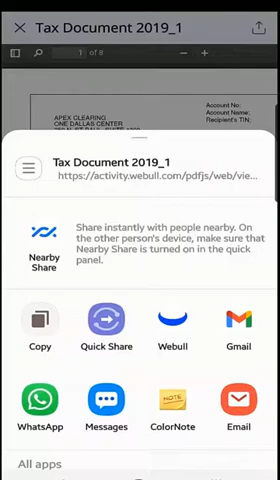 Tax Document 2019_1
1 of 8
Account No:
Account Name:
Recipient's TIN:
APEX CLEARING
ONE DALLAS CENTER
Tax Document 2019_1
https://activity.webull.com/pdfjs/web/vie...
Share instantly with people nearby. On
the other person's device, make sure that
Nearby Share is turned on in the quick
panel.
Nearby
Share
Copy
Quick Share
Webull
Gmail
NOTE
WhatsApp
Messages
ColorNote
Email
All apps